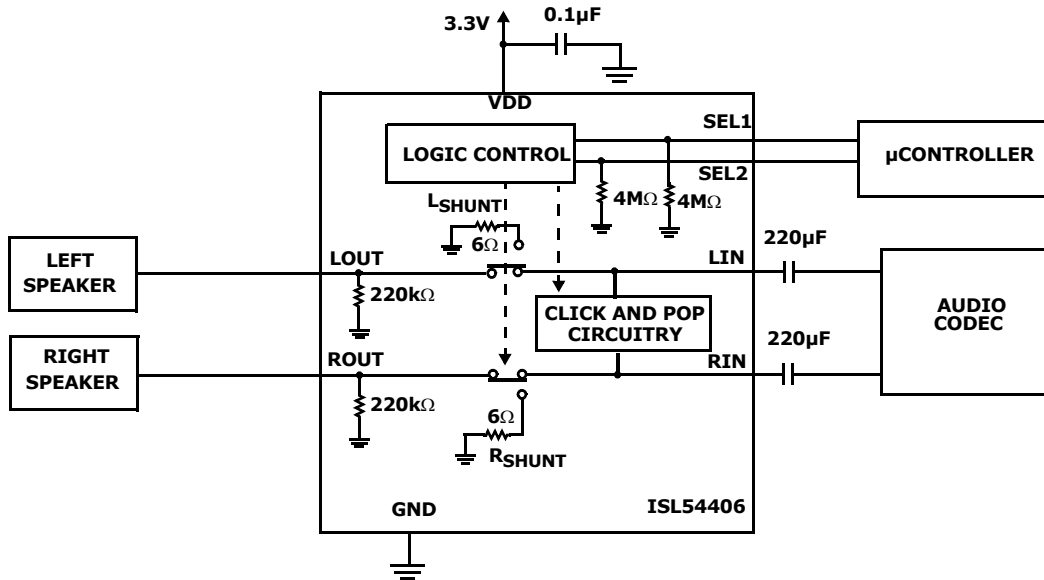 3.3V
0.1µF
VDD
SEL1
LOGIC CONTROL
µCONTROLLER
SEL2
LSHUNT
4MΩ
4MΩ
6Ω
220µF
LEFT
SPEAKER
LOUT
LIN
220kΩ
CLICK AND POP
CIRCUITRY
AUDIO
CODEC
220µF
RIGHT
SPEAKER
ROUT
RIN
220kΩ
6Ω
RSHUNT
GND
ISL54406